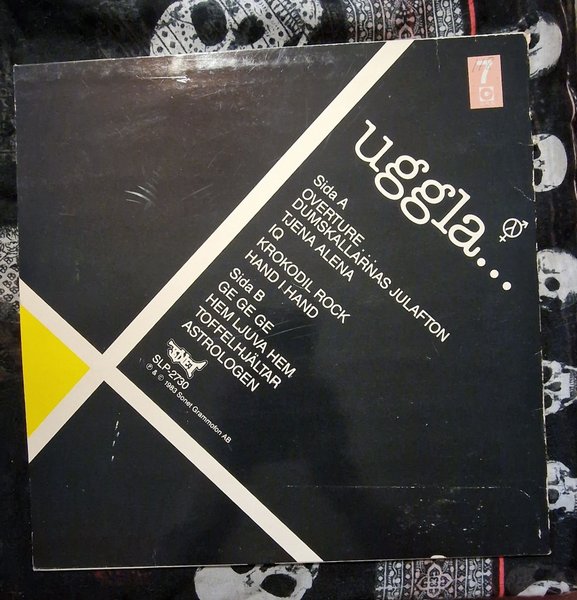 7
uggla...
Sida A
OVERTURE
DUMSKALLARNAS JULAFTON
TJENA ALENA
IQ
KROKODIL ROCK
HAND I HAND
Sida B
GE GE GE
HEM LJUVA HEM
TOFFELHJÄLTAR
ASTROLOGEN
SONET
SLP-2730
℗ & © 1983 Sonet Grammofon AB